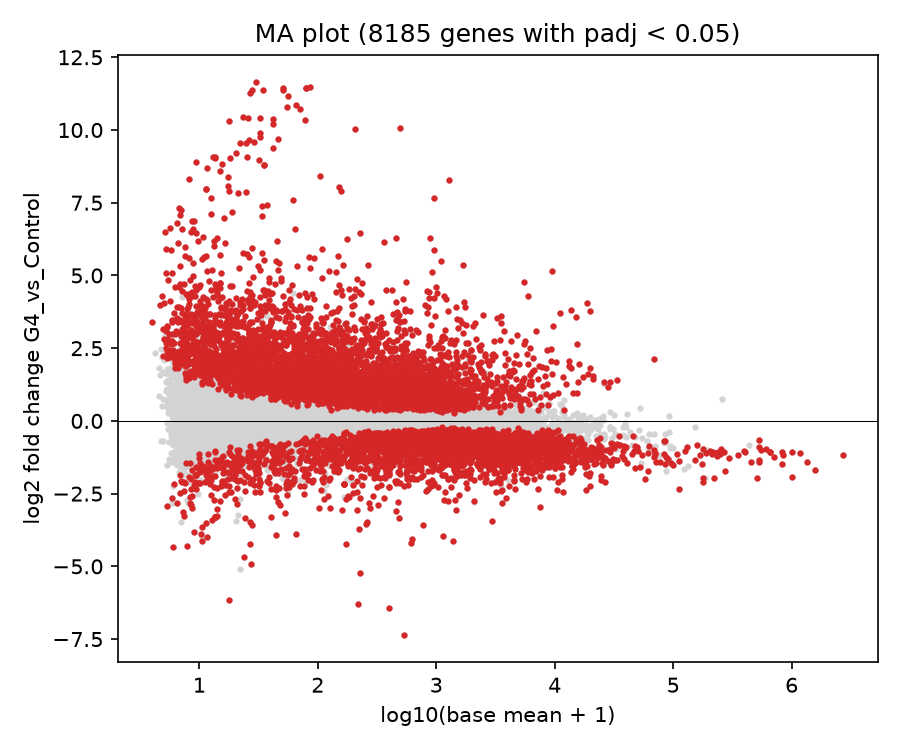 MA plot (8185 genes with padj < 0.05)
12.5
10.0
7.5
5.0
2.5
0.0
−2.5
−5.0
−7.5
log2 fold change G4_vs_Control
1 2 3 4 5 6
log10(base mean + 1)